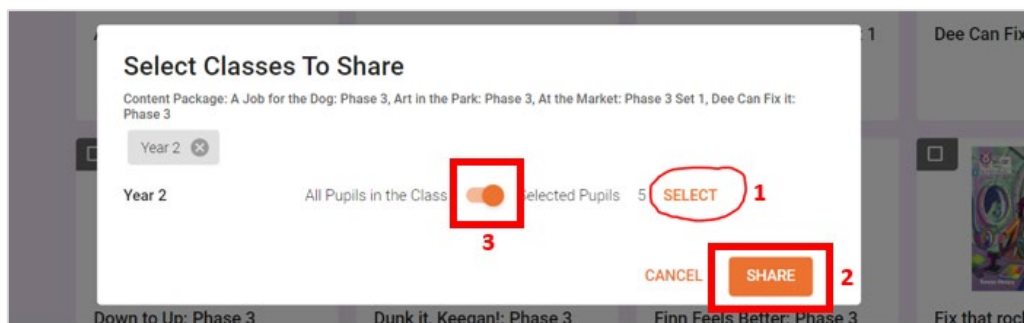 1
Dee Can Fix
Select Classes To Share
Content Package: A Job for the Dog: Phase 3, Art in the Park: Phase 3, At the Market: Phase 3 Set 1, Dee Can Fix it:
Phase 3
Year 2
Year 2 All Pupils in the Class Selected Pupils 5 SELECT 1
3
CANCEL SHARE 2
Down to Up: Phase 3 Dunk it, Keegan!: Phase 3 Finn Feels Better: Phase 3 Fix that rock